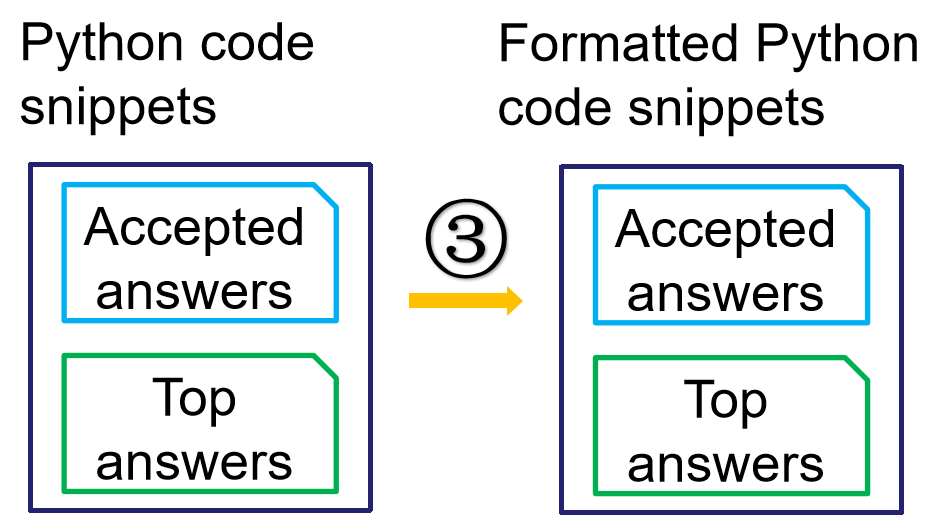 Python code
snippets
Accepted
answers
Top
answers
③
Formatted Python
code snippets
Accepted
answers
Top
answers